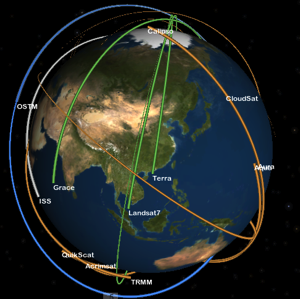 Calipso
CloudSat
OSTM
Terra
Grace
ISS
Landsat7
QuikScat
Acrimsat
TRMM